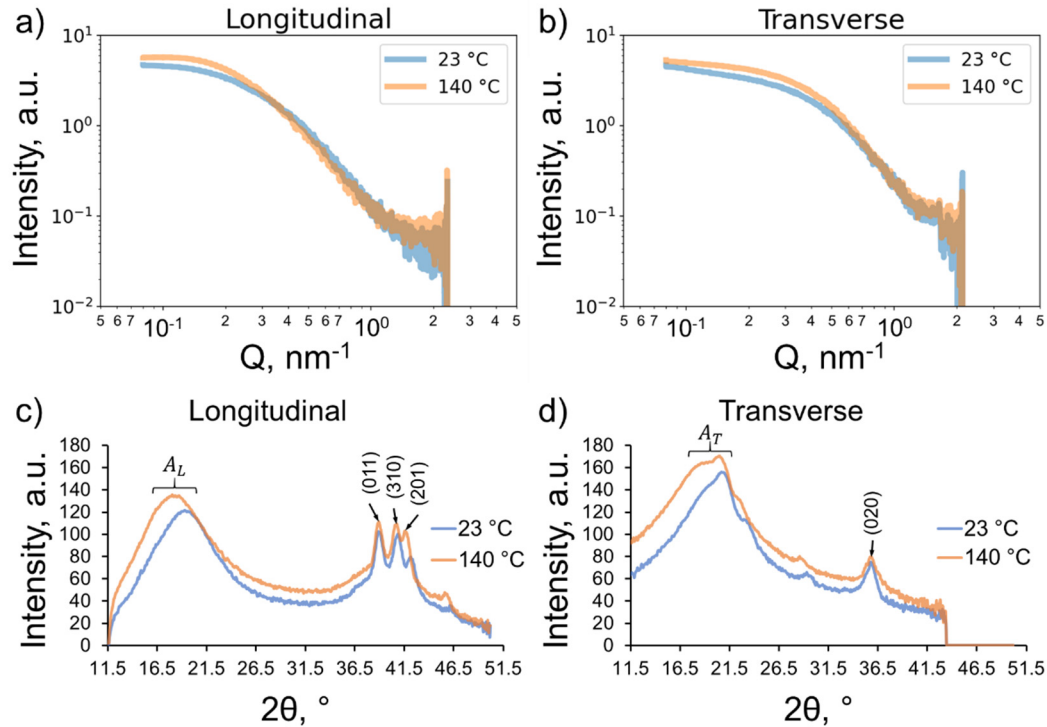 a) Longitudinal
Intensity, a.u.
10¹
10⁰
10⁻¹
10⁻²
23 °C
140 °C
5 6 7 10⁻¹ 2 3 4 5 6 7 10⁰ 2 3 4 5
Q, nm⁻¹
b) Transverse
Intensity, a.u.
10¹
10⁰
10⁻¹
10⁻²
23 °C
140 °C
5 6 7 10⁻¹ 2 3 4 5 6 7 10⁰ 2 3 4 5
Q, nm⁻¹
c) Longitudinal
Intensity, a.u.
180
160
140
120
100
80
60
40
20
0
A_L
(011)
(310)
(201)
23 °C
140 °C
11.5 16.5 21.5 26.5 31.5 36.5 41.5 46.5 51.5
2θ, °
d) Transverse
Intensity, a.u.
180
160
140
120
100
80
60
40
20
0
A_T
(020)
23 °C
140 °C
11.5 16.5 21.5 26.5 31.5 36.5 41.5 46.5 51.5
2θ, °